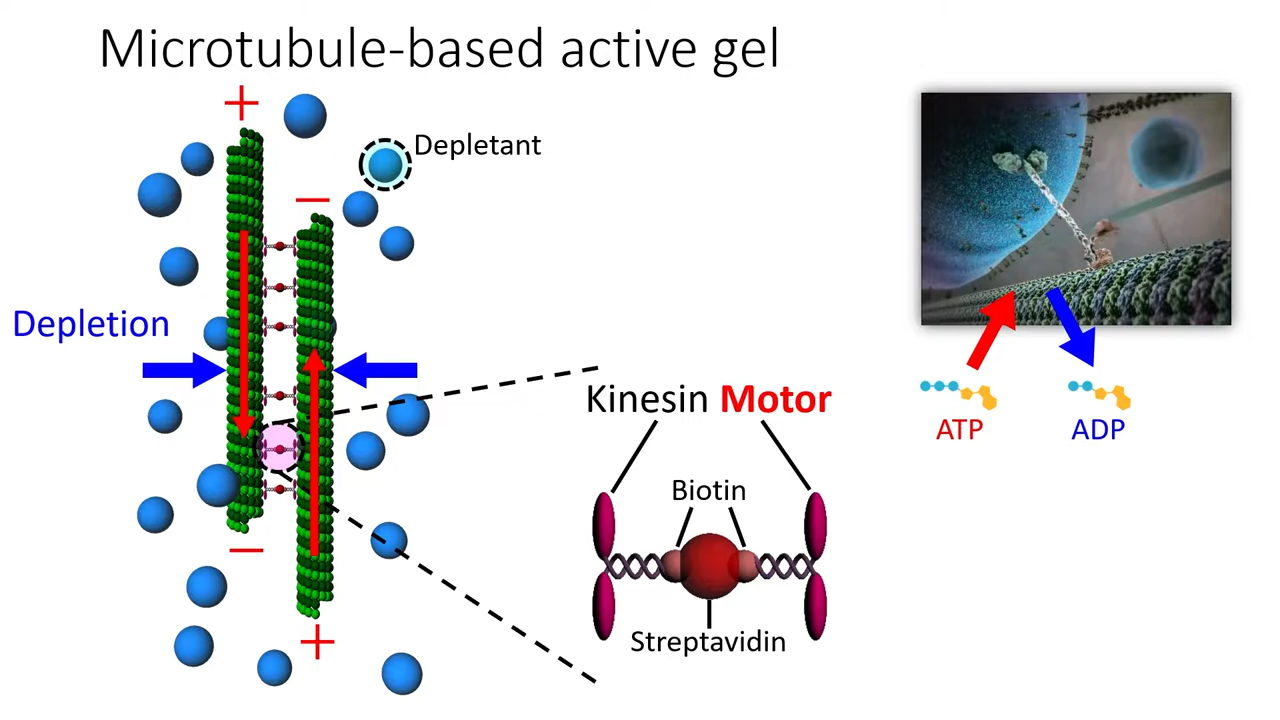 Microtubule-based active gel
+
Depletant
−
Depletion
Kinesin Motor
ATP
ADP
Biotin
−
Streptavidin
+